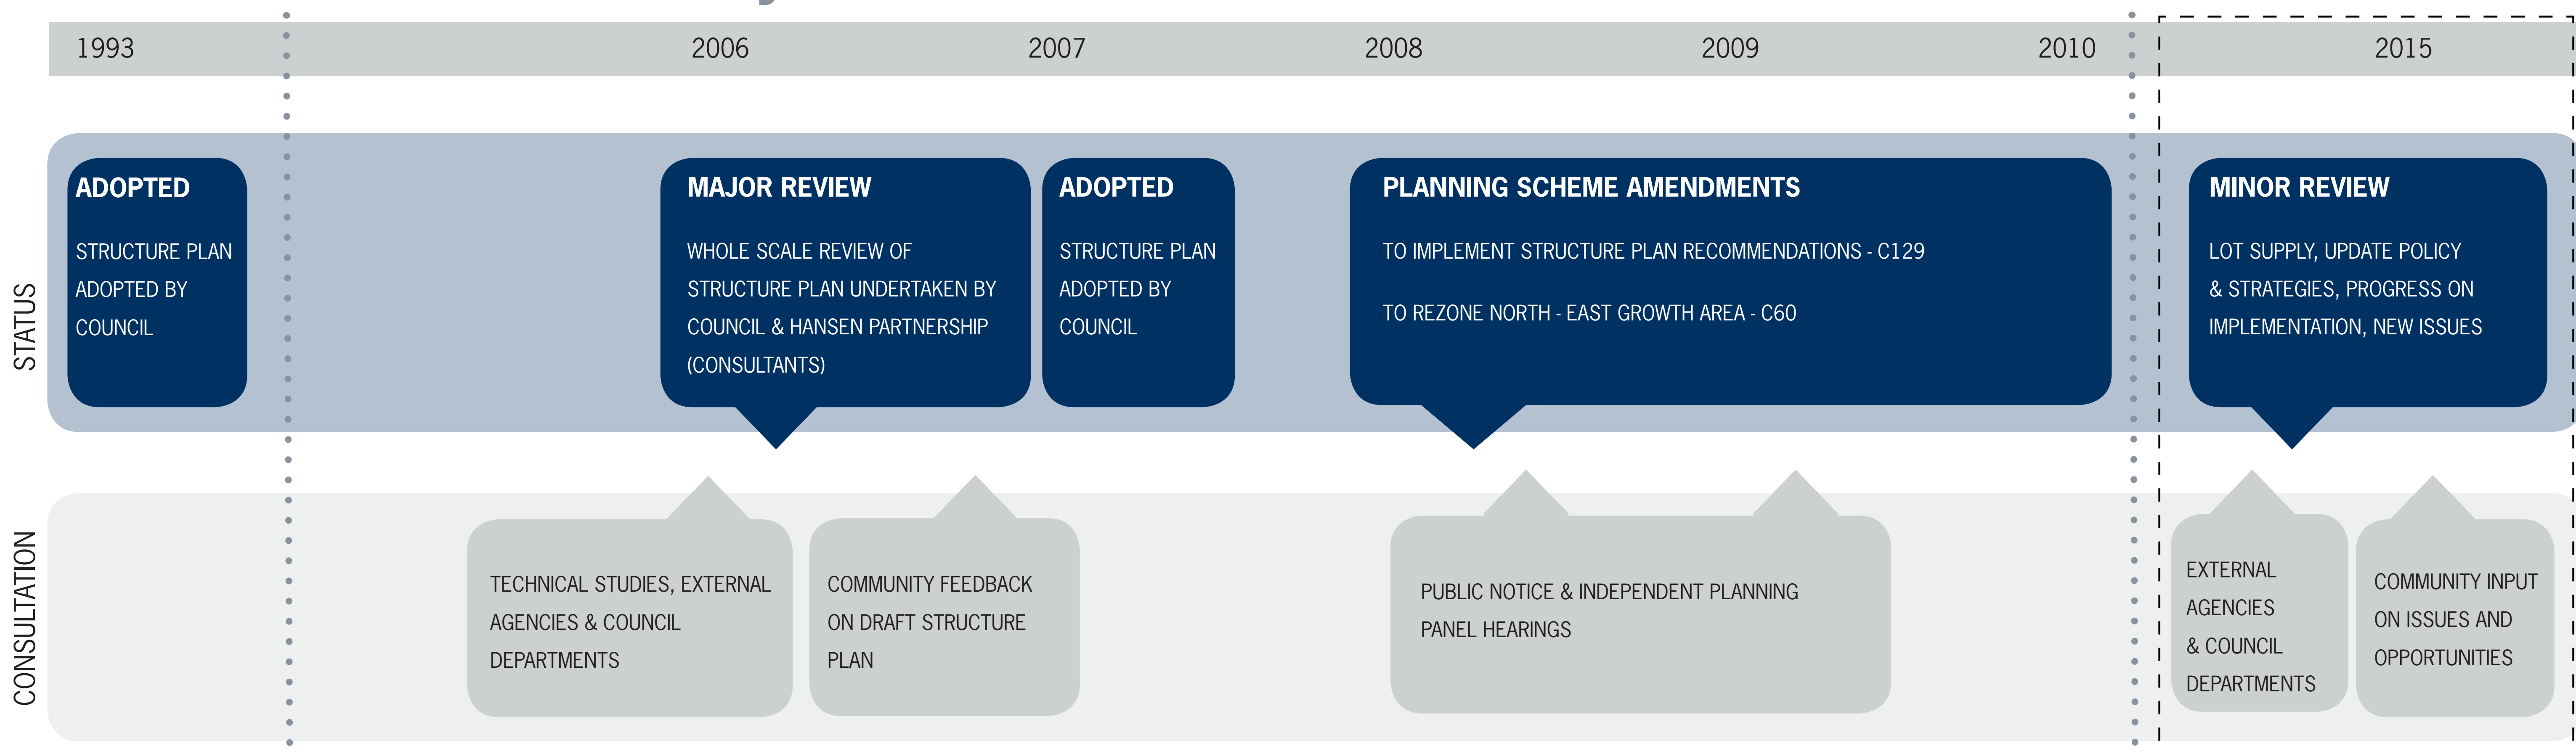 1993 2006 2007 2008 2009 2010 2015
STATUS
ADOPTED
STRUCTURE PLAN
ADOPTED BY
COUNCIL
MAJOR REVIEW
WHOLE SCALE REVIEW OF
STRUCTURE PLAN UNDERTAKEN BY
COUNCIL & HANSEN PARTNERSHIP
(CONSULTANTS)
ADOPTED
STRUCTURE PLAN
ADOPTED BY
COUNCIL
PLANNING SCHEME AMENDMENTS
TO IMPLEMENT STRUCTURE PLAN RECOMMENDATIONS - C129
TO REZONE NORTH - EAST GROWTH AREA - C60
MINOR REVIEW
LOT SUPPLY, UPDATE POLICY
& STRATEGIES, PROGRESS ON
IMPLEMENTATION, NEW ISSUES
CONSULTATION
TECHNICAL STUDIES, EXTERNAL
AGENCIES & COUNCIL
DEPARTMENTS
COMMUNITY FEEDBACK
ON DRAFT STRUCTURE
PLAN
PUBLIC NOTICE & INDEPENDENT PLANNING
PANEL HEARINGS
EXTERNAL
AGENCIES
& COUNCIL
DEPARTMENTS
COMMUNITY INPUT
ON ISSUES AND
OPPORTUNITIES